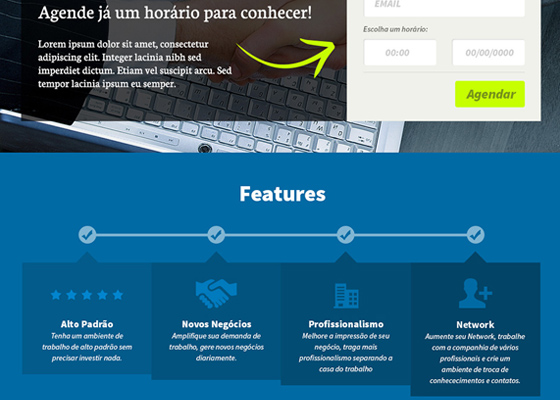 Agende já um horário para conhecer!
Lorem ipsum dolor sit amet, consectetur
adipiscing elit. Integer lacinia nibh sed
imperdiet dictum. Etiam vel suscipit arcu. Sed
tempor lacinia ipsum eu semper.
EMAIL
Escolha um horário:
00:00 00/00/0000
Agendar
Features
Alto Padrão
Tenha um ambiente de
trabalho de alto padrão sem
precisar investir nada.
Novos Negócios
Amplifique sua demanda de
trabalho, gere novos negócios
diariamente.
Profissionalismo
Melhore a impressão de seu
negócio, traga mais
profissionalismo separando a
casa do trabalho
Network
Aumente seu Network, trabalhe
com a companhia de vários
profissionais e crie um
ambiente de troca de
conhececimentos e contatos.